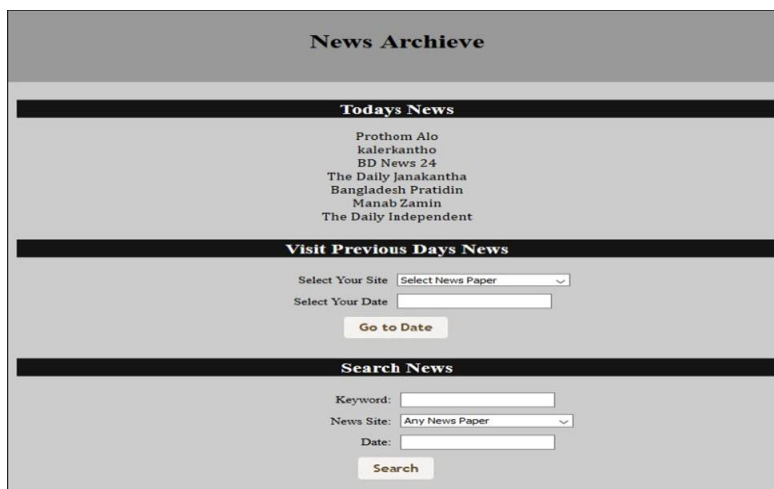 News Archieve
Todays News
Prothom Alo
kalerkantho
BD News 24
The Daily Janakantha
Bangladesh Pratidin
Manab Zamin
The Daily Independent
Visit Previous Days News
Select Your Site Select News Paper
Select Your Date
Go to Date
Search News
Keyword:
News Site: Any News Paper
Date:
Search